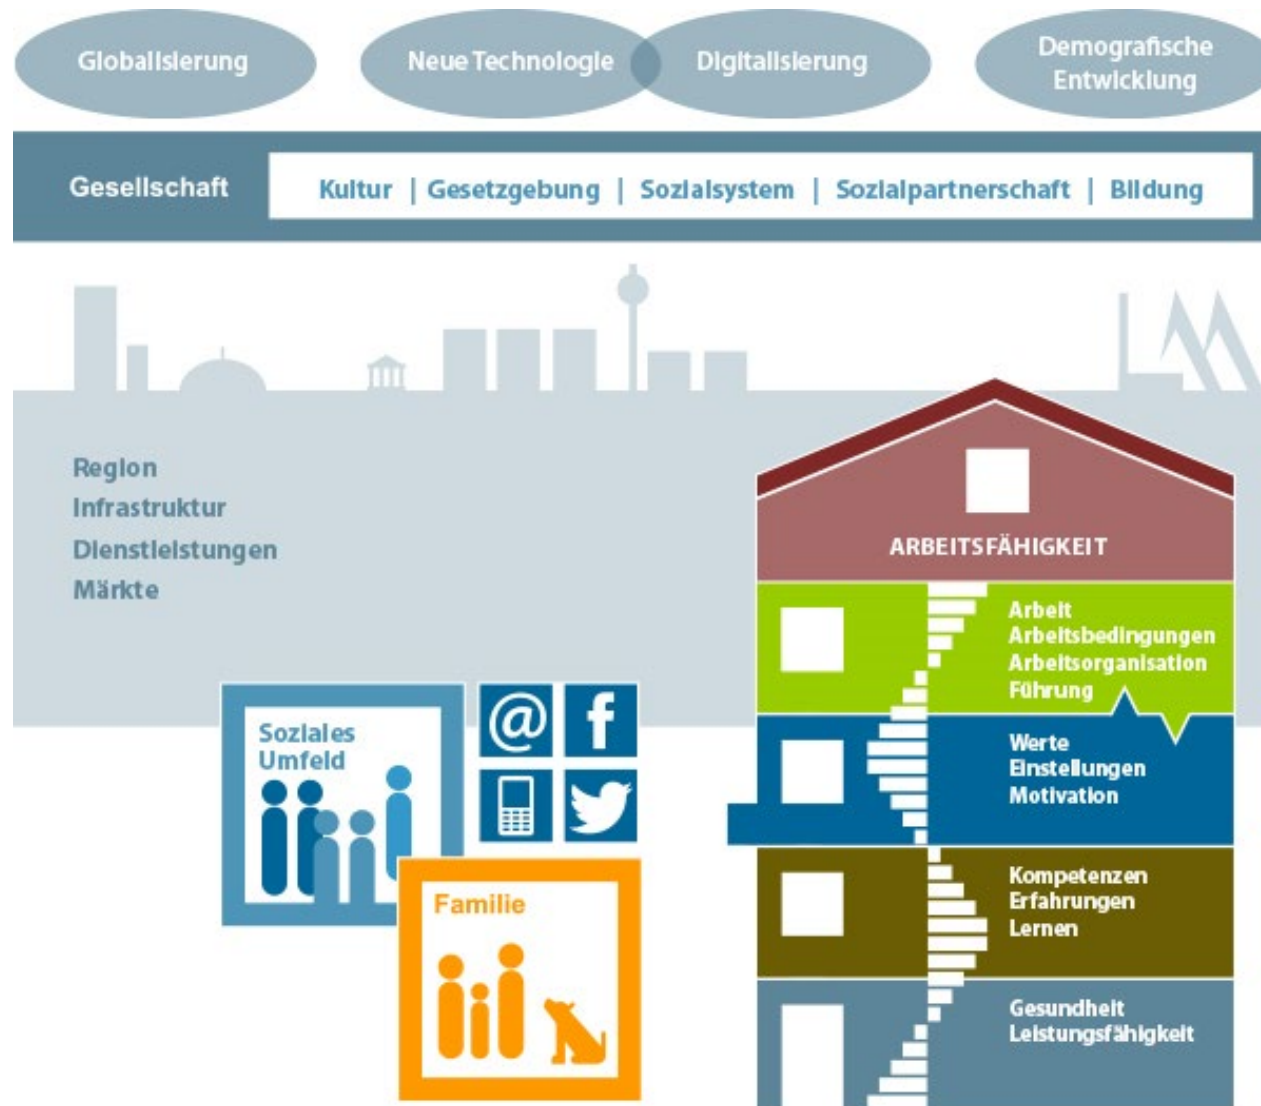 Globalisierung
Neue Technologie
Digitalisierung
Demografische
Entwicklung
Gesellschaft
Kultur | Gesetzgebung | Sozialsystem | Sozialpartnerschaft | Bildung
Region
Infrastruktur
Dienstleistungen
Märkte
ARBEITSFÄHIGKEIT
Arbeit
Arbeitsbedingungen
Arbeitsorganisation
Führung
Soziales
Umfeld
@ f
Werte
Einstellungen
Motivation
Familie
Kompetenzen
Erfahrungen
Lernen
Gesundheit
Leistungsfähigkeit